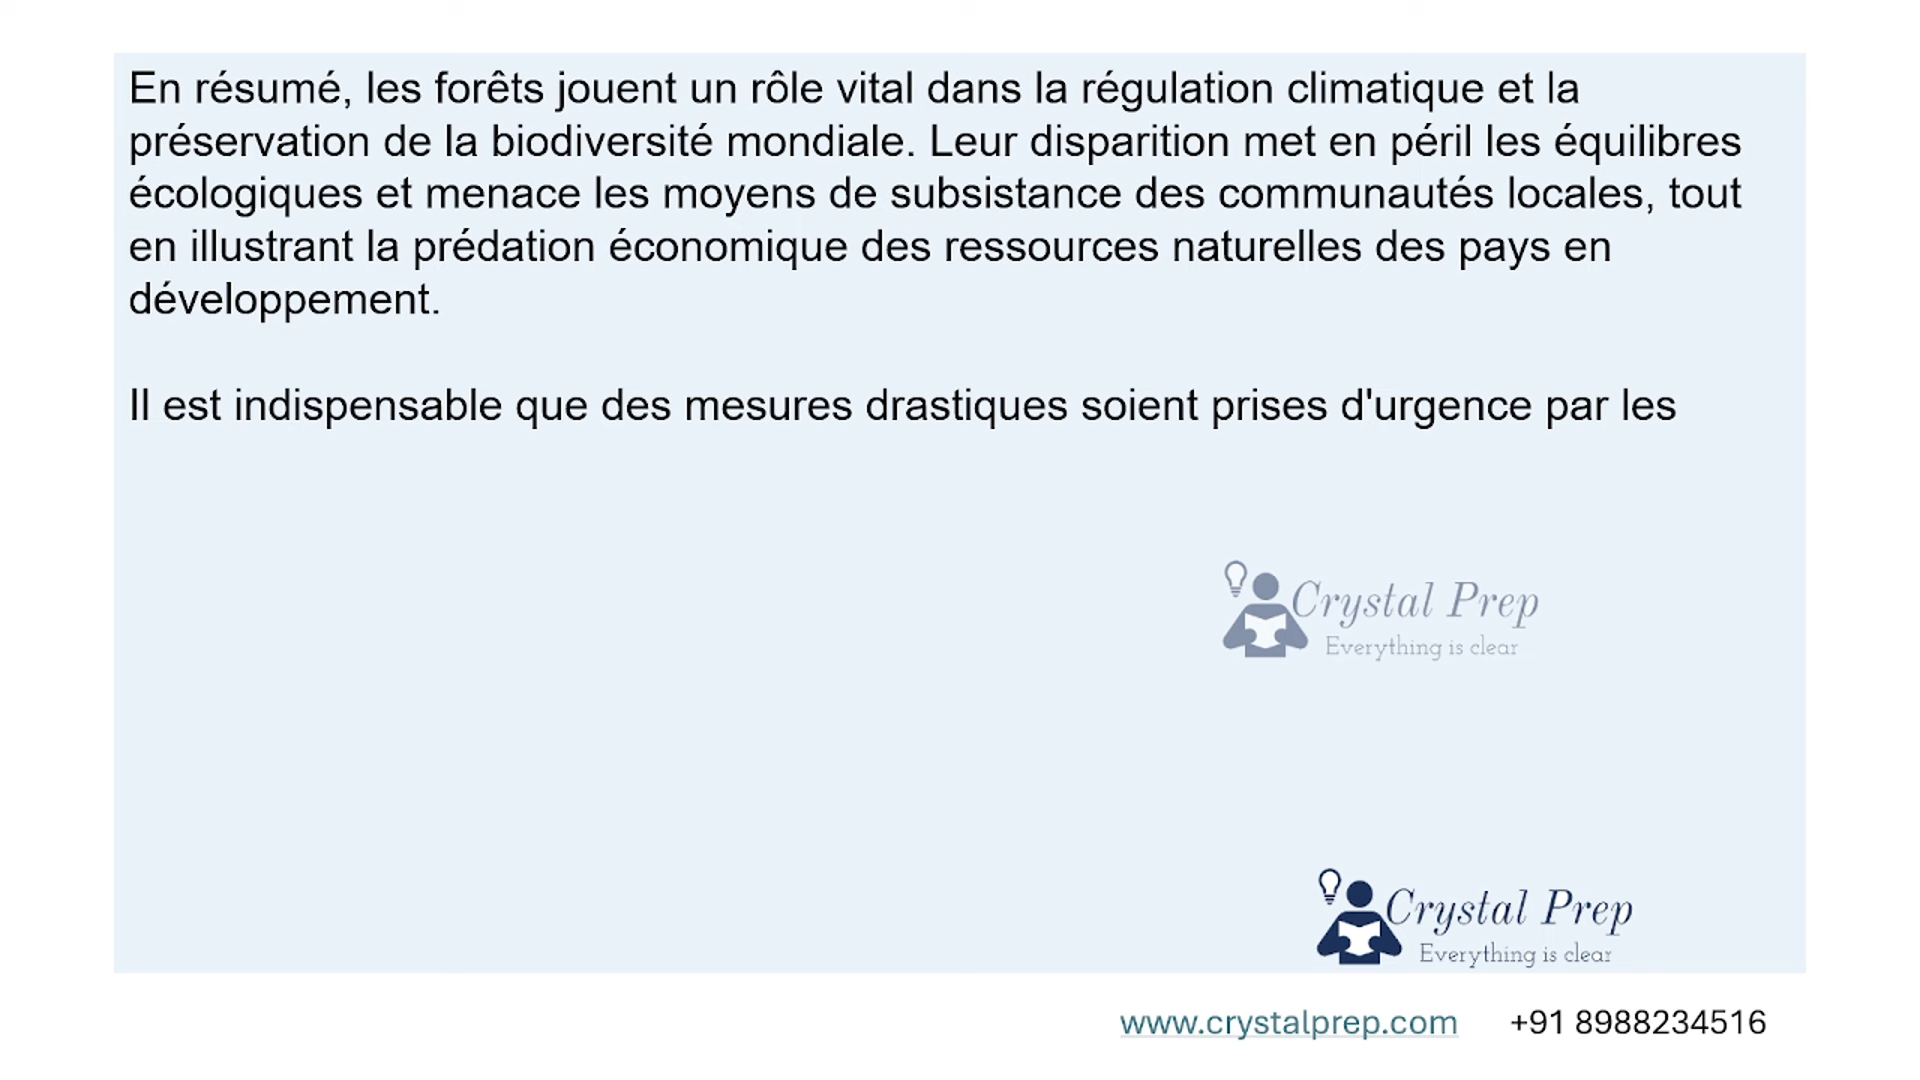 En résumé, les forêts jouent un rôle vital dans la régulation climatique et la
préservation de la biodiversité mondiale. Leur disparition met en péril les équilibres
écologiques et menace les moyens de subsistance des communautés locales, tout
en illustrant la prédation économique des ressources naturelles des pays en
développement.
Il est indispensable que des mesures drastiques soient prises d'urgence par les
Crystal Prep
Everything is clear
Crystal Prep
Everything is clear
www.crystalprep.com +91 8988234516